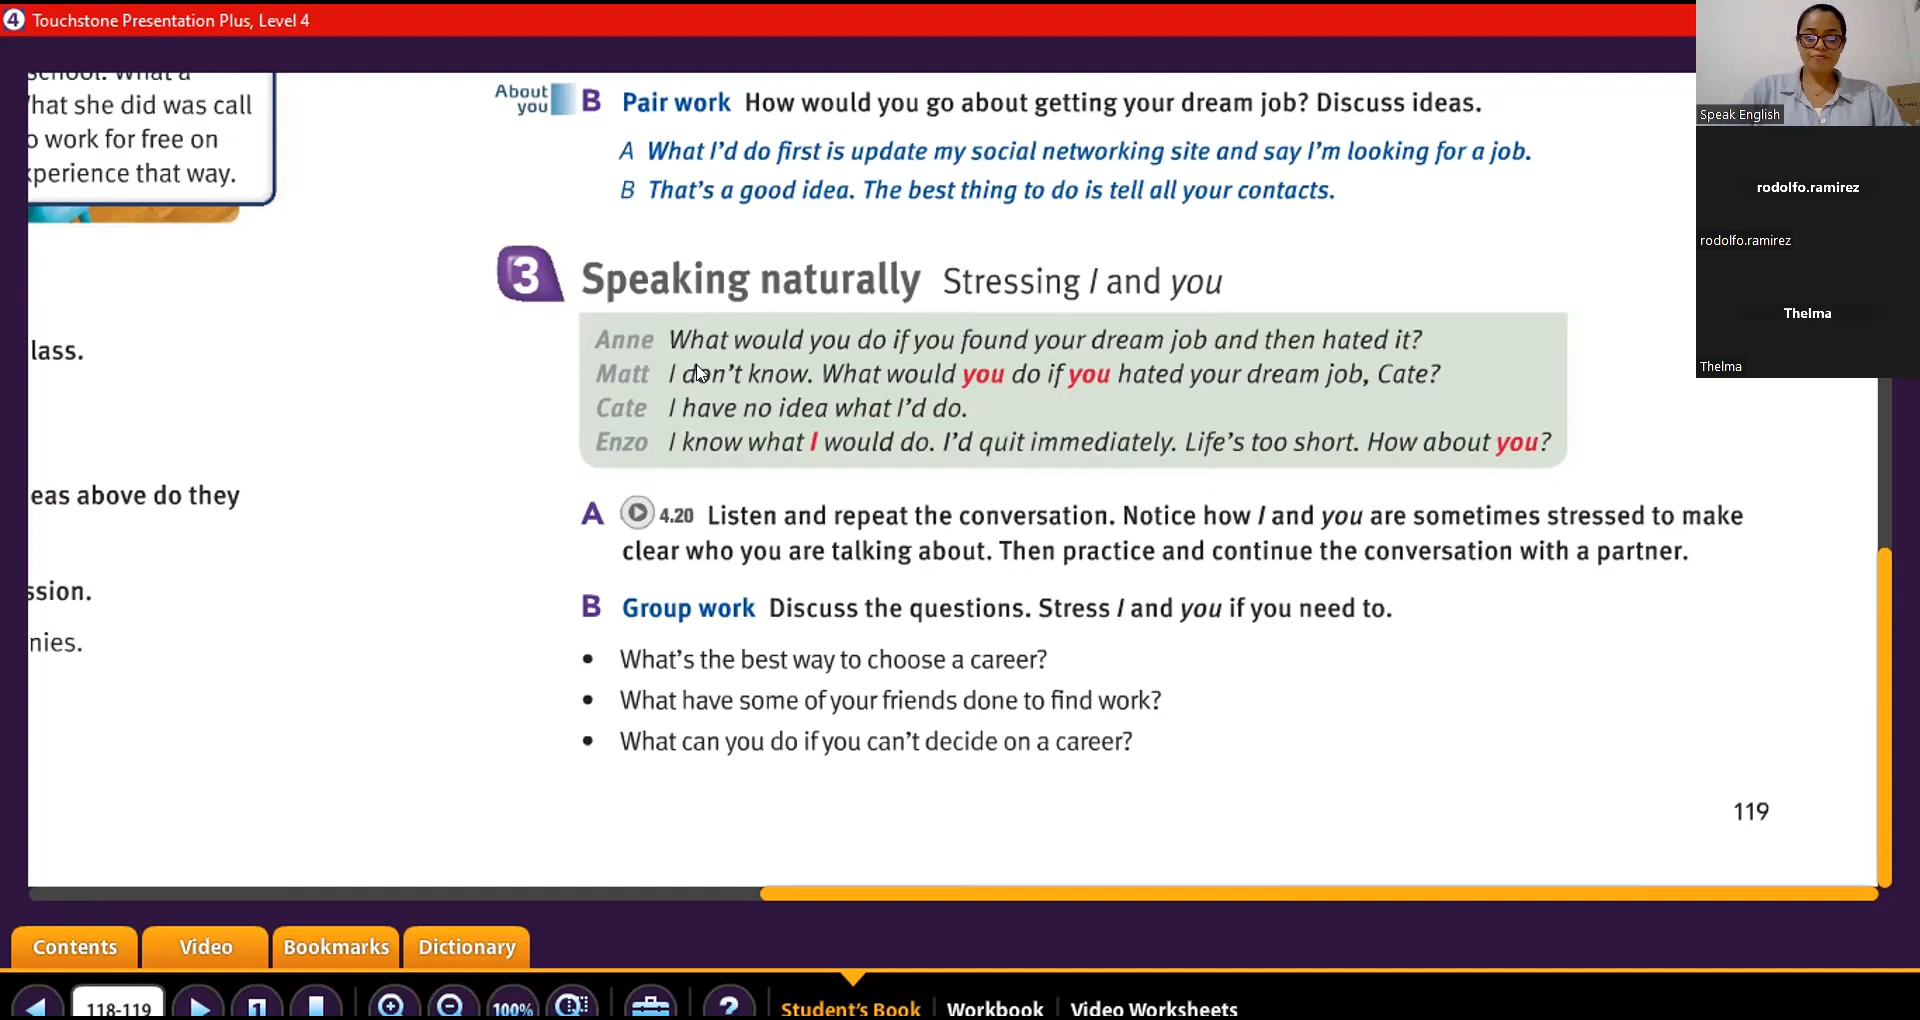 4 Touchstone Presentation Plus, Level 4
school. What a
What she did was call
o work for free on
xperience that way.
lass.
eas above do they
ssion.
nies.
About you B Pair work How would you go about getting your dream job? Discuss ideas.
A What I'd do first is update my social networking site and say I'm looking for a job.
B That's a good idea. The best thing to do is tell all your contacts.
3 Speaking naturally Stressing I and you
Anne What would you do if you found your dream job and then hated it?
Matt I don't know. What would you do if you hated your dream job, Cate?
Cate I have no idea what I'd do.
Enzo I know what I would do. I'd quit immediately. Life's too short. How about you?
A 4.20 Listen and repeat the conversation. Notice how I and you are sometimes stressed to make
clear who you are talking about. Then practice and continue the conversation with a partner.
B Group work Discuss the questions. Stress I and you if you need to.
• What's the best way to choose a career?
• What have some of your friends done to find work?
• What can you do if you can't decide on a career?
119
Speak English
rodolfo.ramirez
rodolfo.ramirez
Thelma
Thelma
Contents Video Bookmarks Dictionary
118-119 100% ? Student's Book Workbook Video Worksheets